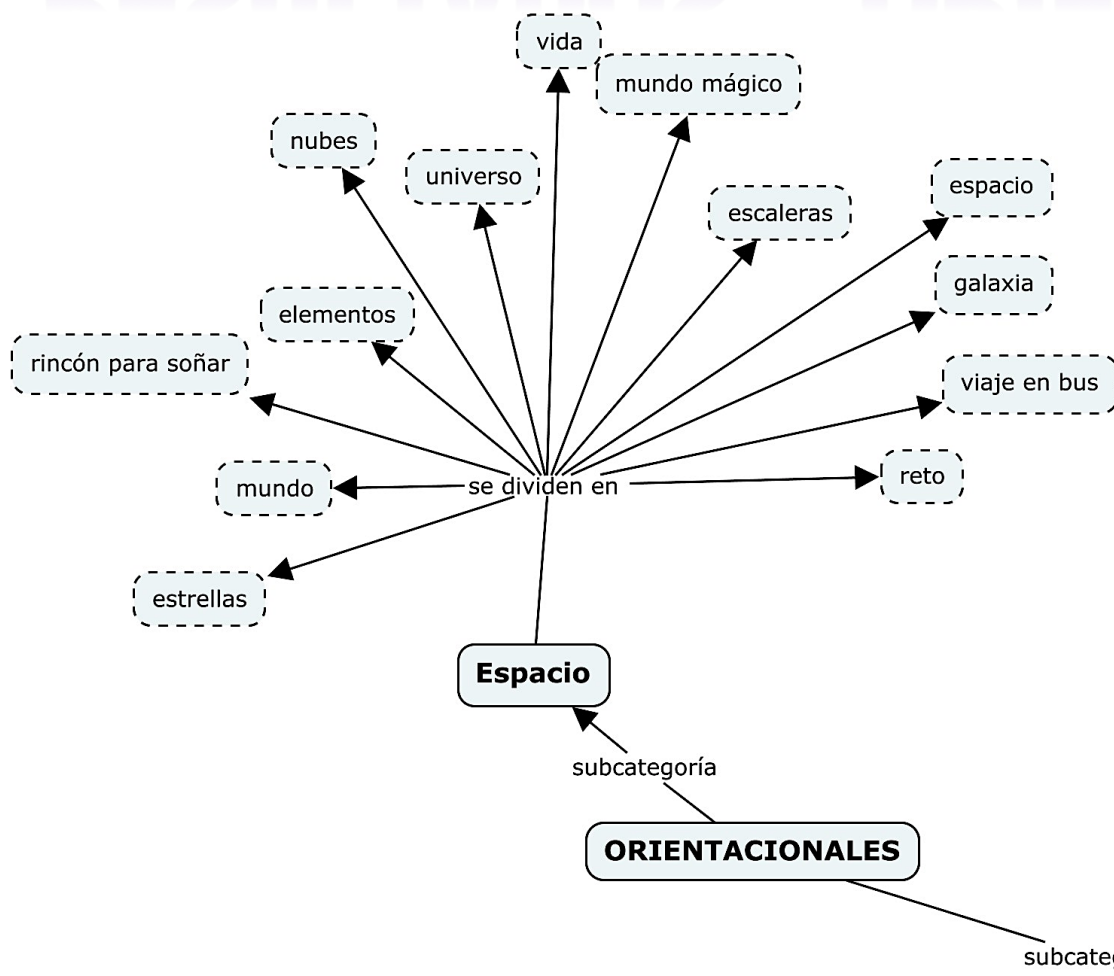 vida
mundo mágico
nubes
universo
espacio
escaleras
galaxia
elementos
rincón para soñar
viaje en bus
reto
mundo
se dividen en
estrellas
Espacio
subcategoría
ORIENTACIONALES